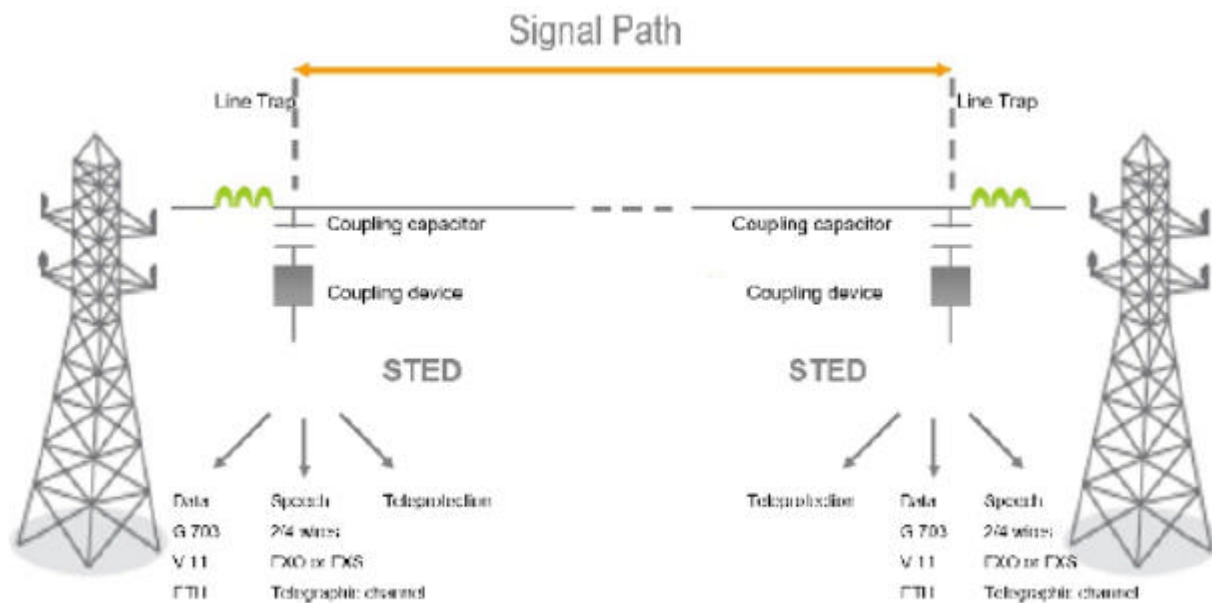 Signal Path
Line Trap
Line Trap
Coupling capacitor
Coupling capacitor
Coupling device
Coupling device
STED
STED
Data Speech Teleprotection
G 703 2/4 wires
V 11 FXO or FXS
ETH Telegraphic channel
Teleprotection Data Speech
G 703 2/4 wires
V 11 FXO or FXS
ETH Telegraphic channel